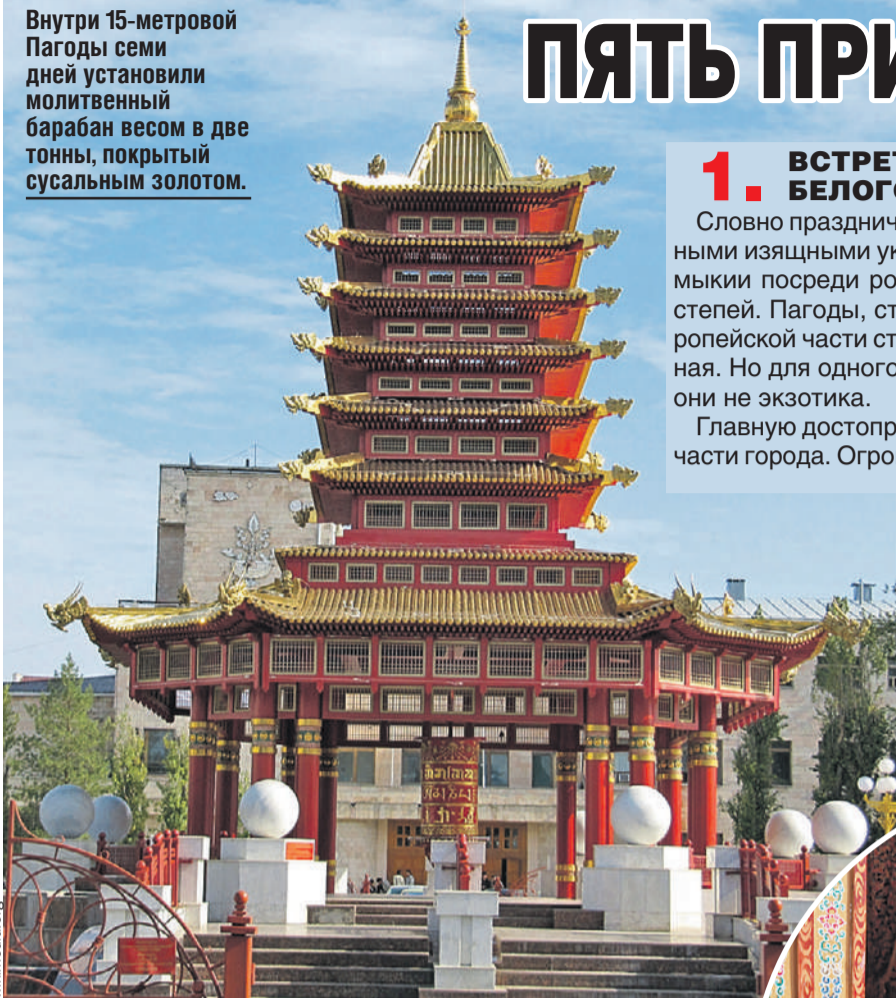 Внутри 15-метровой
Пагоды семи
дней установили
молитвенный
барабан весом в две
тонны, покрытый
сусальным золотом.
ПЯТЬ ПРИ
1. ВСТРЕТ
БЕЛОГО
Словно празднич
ными изящными ук
мыкии посреди ро
степей. Пагоды, ст
ропейской части ст
ная. Но для одного
они не экзотика.
Главную достопр
части города. Огро